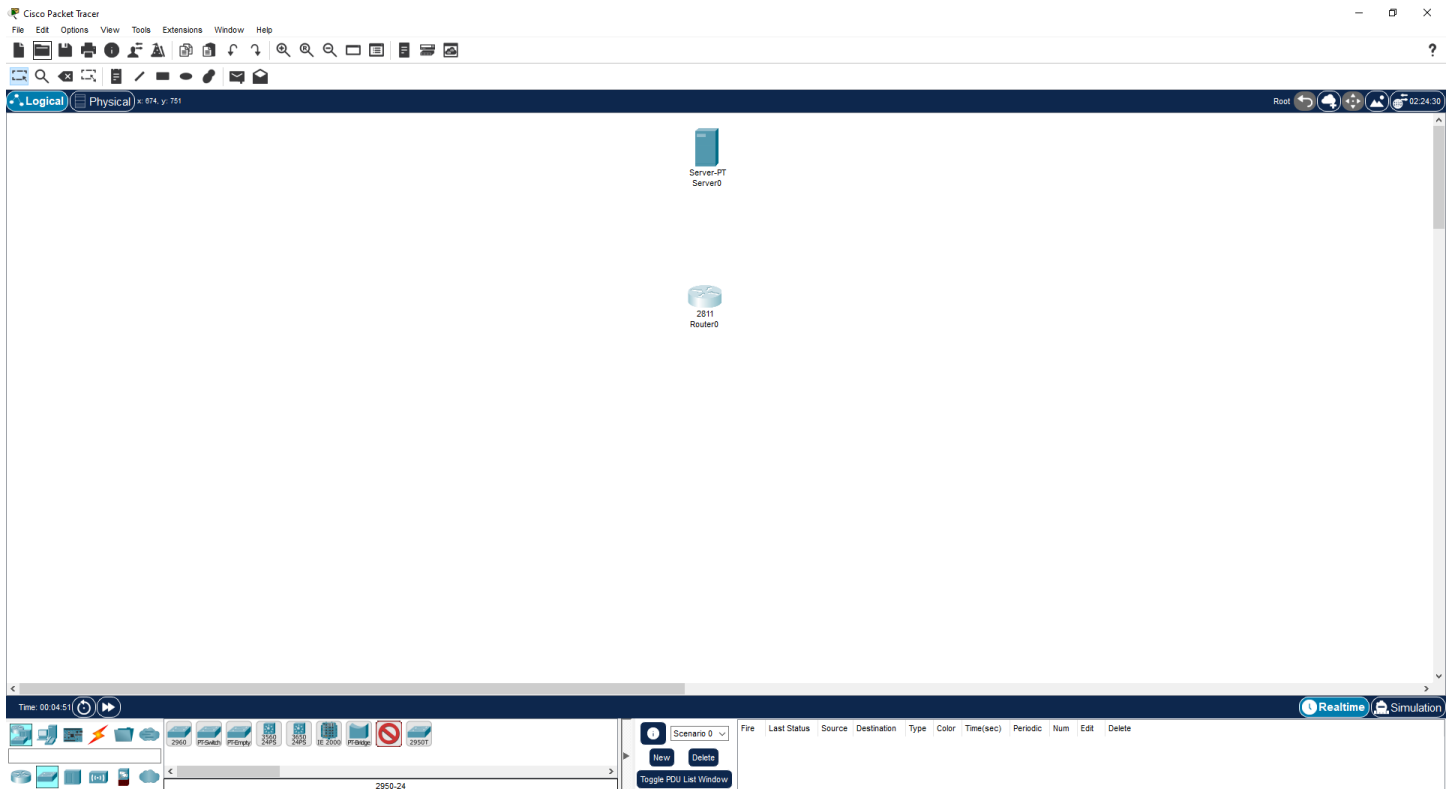 Cisco Packet Tracer
File Edit Options View Tools Extensions Window Help
?
Logical Physical x: 674, y: 751 Root 02:24:30
Server-PT
Server0
2811
Router0
Time: 00:04:51 Realtime Simulation
2960 PT-Switch PT-Empty 3560 24PS 3650 24PS IE 2000 PT-Bridge 2950T
2950-24
Scenario 0
New Delete
Toggle PDU List Window
Fire Last Status Source Destination Type Color Time(sec) Periodic Num Edit Delete